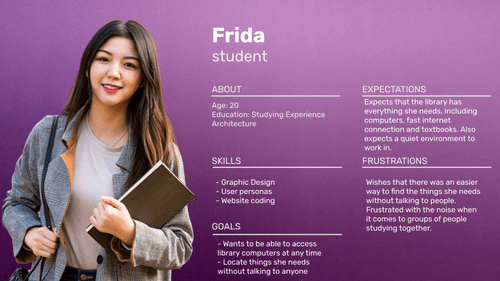 Frida
student
ABOUT
Age: 20
Education: Studying Experience
Architecture
SKILLS
- Graphic Design
- User personas
- Website coding
GOALS
- Wants to be able to access
library computers at any time
- Locate things she needs
without talking to anyone
EXPECTATIONS
Expects that the library has
everything she needs, including
computers, fast internet
connection and textbooks. Also
expects a quiet environment to
work in.
FRUSTRATIONS
Wishes that there was an easier
way to find the things she needs
without talking to people.
Frustrated with the noise when
it comes to groups of people
studying together.